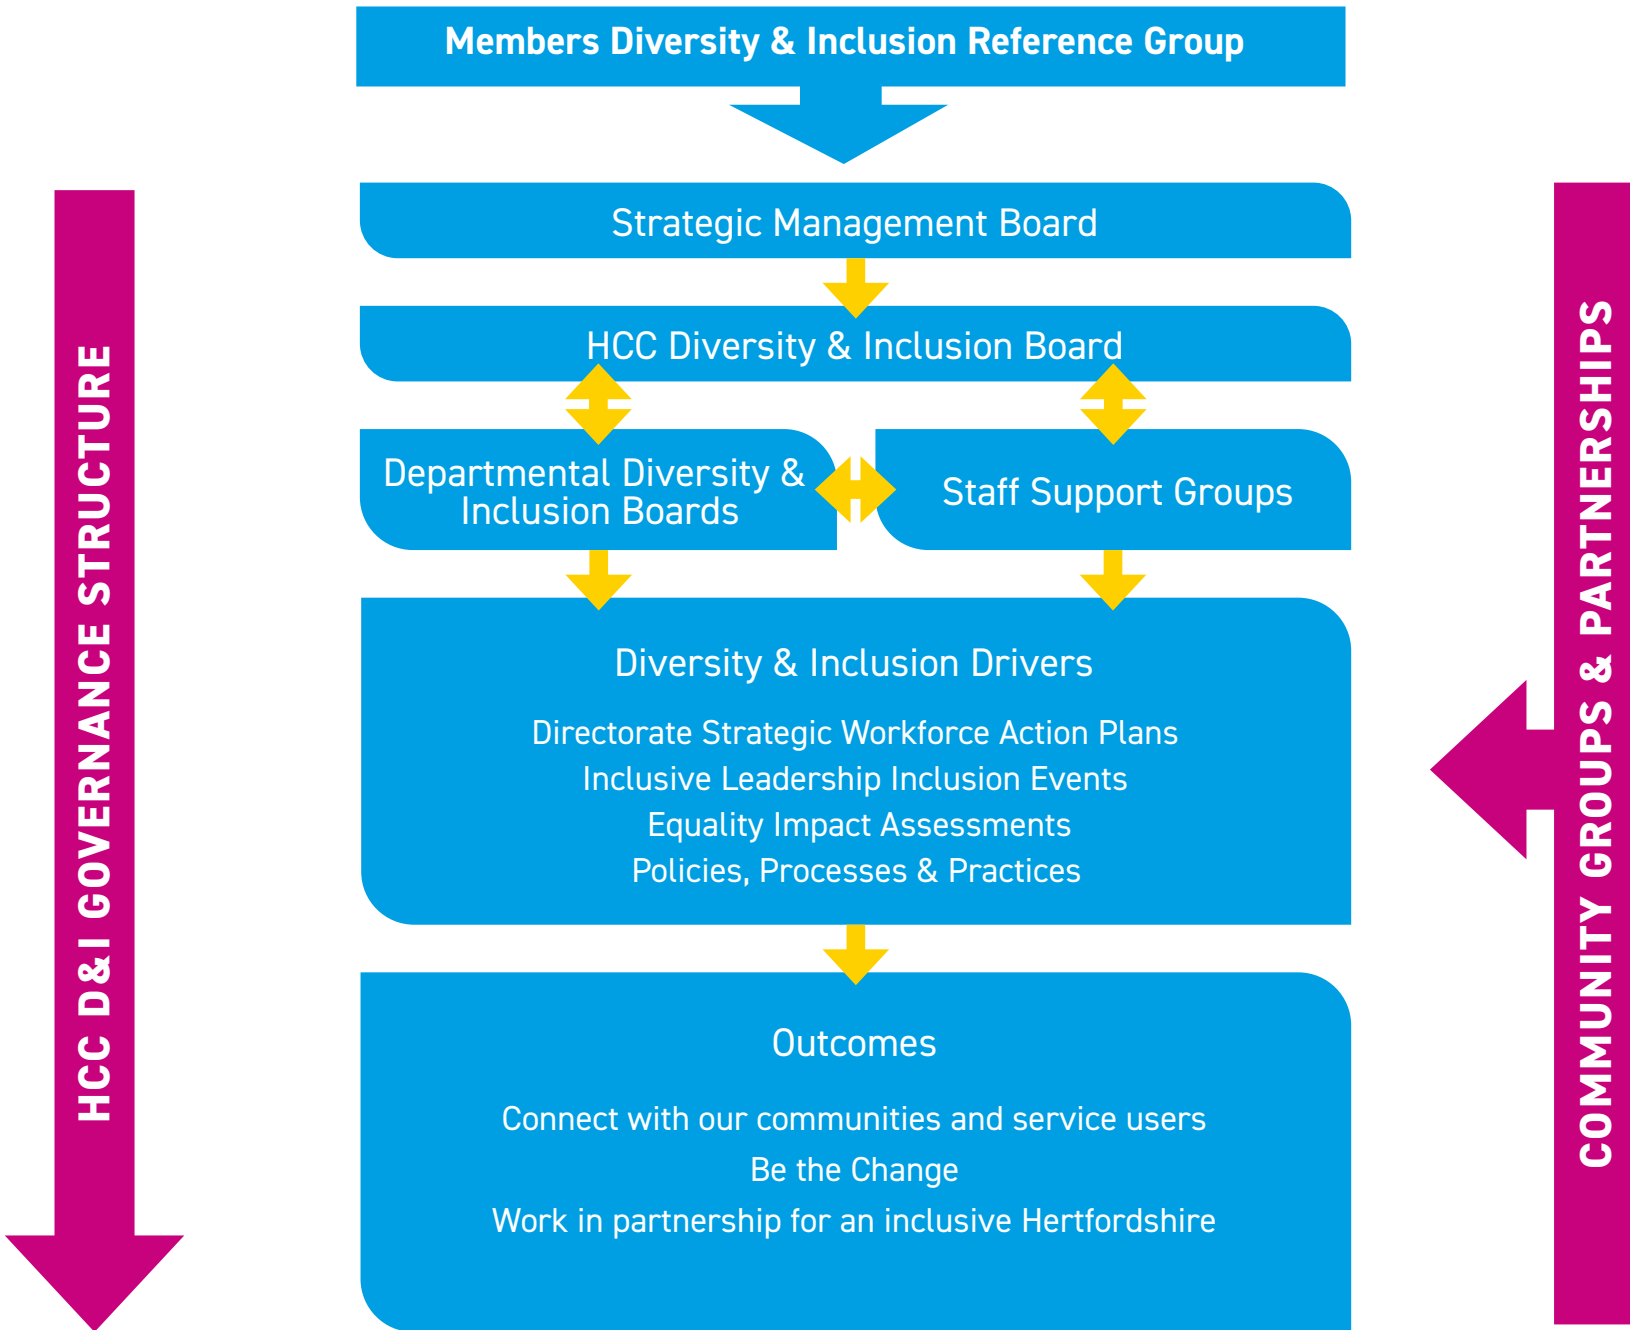 Members Diversity & Inclusion Reference Group
Strategic Management Board
HCC Diversity & Inclusion Board
Departmental Diversity &
Inclusion Boards
Staff Support Groups
Diversity & Inclusion Drivers
Directorate Strategic Workforce Action Plans
Inclusive Leadership Inclusion Events
Equality Impact Assessments
Policies, Processes & Practices
Outcomes
Connect with our communities and service users
Be the Change
Work in partnership for an inclusive Hertfordshire
HCC D&I GOVERNANCE STRUCTURE
COMMUNITY GROUPS & PARTNERSHIPS